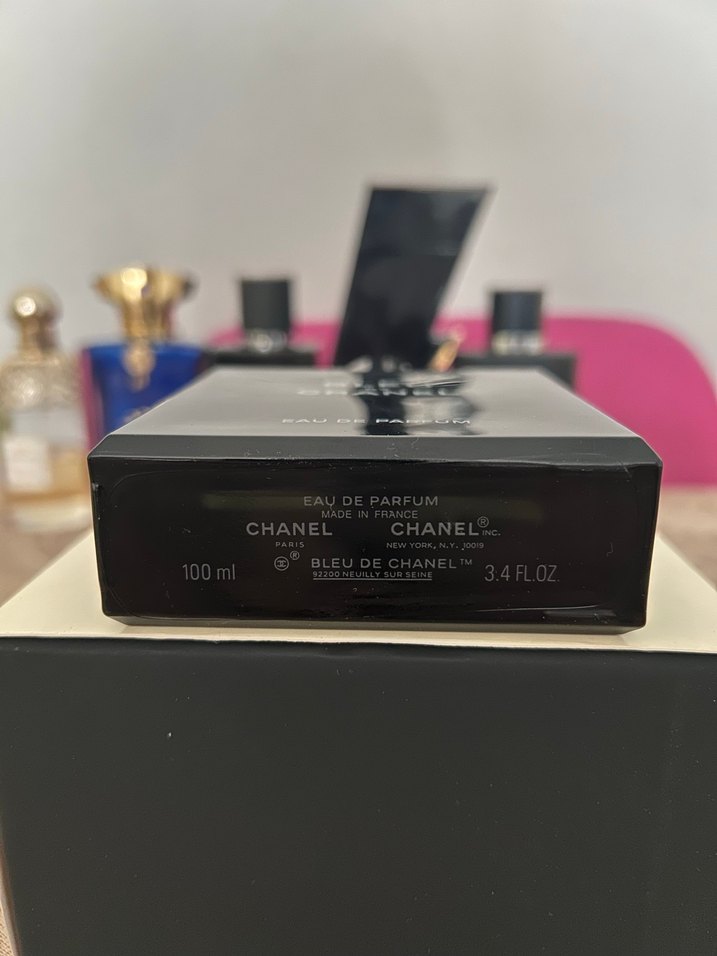 CHANEL
EAU DE PARFUM
EAU DE PARFUM
MADE IN FRANCE
CHANEL CHANEL® INC.
PARIS NEW YORK, N.Y. 10019
® BLEU DE CHANEL™
100 ml 92200 NEUILLY SUR SEINE 3.4 FL.OZ.